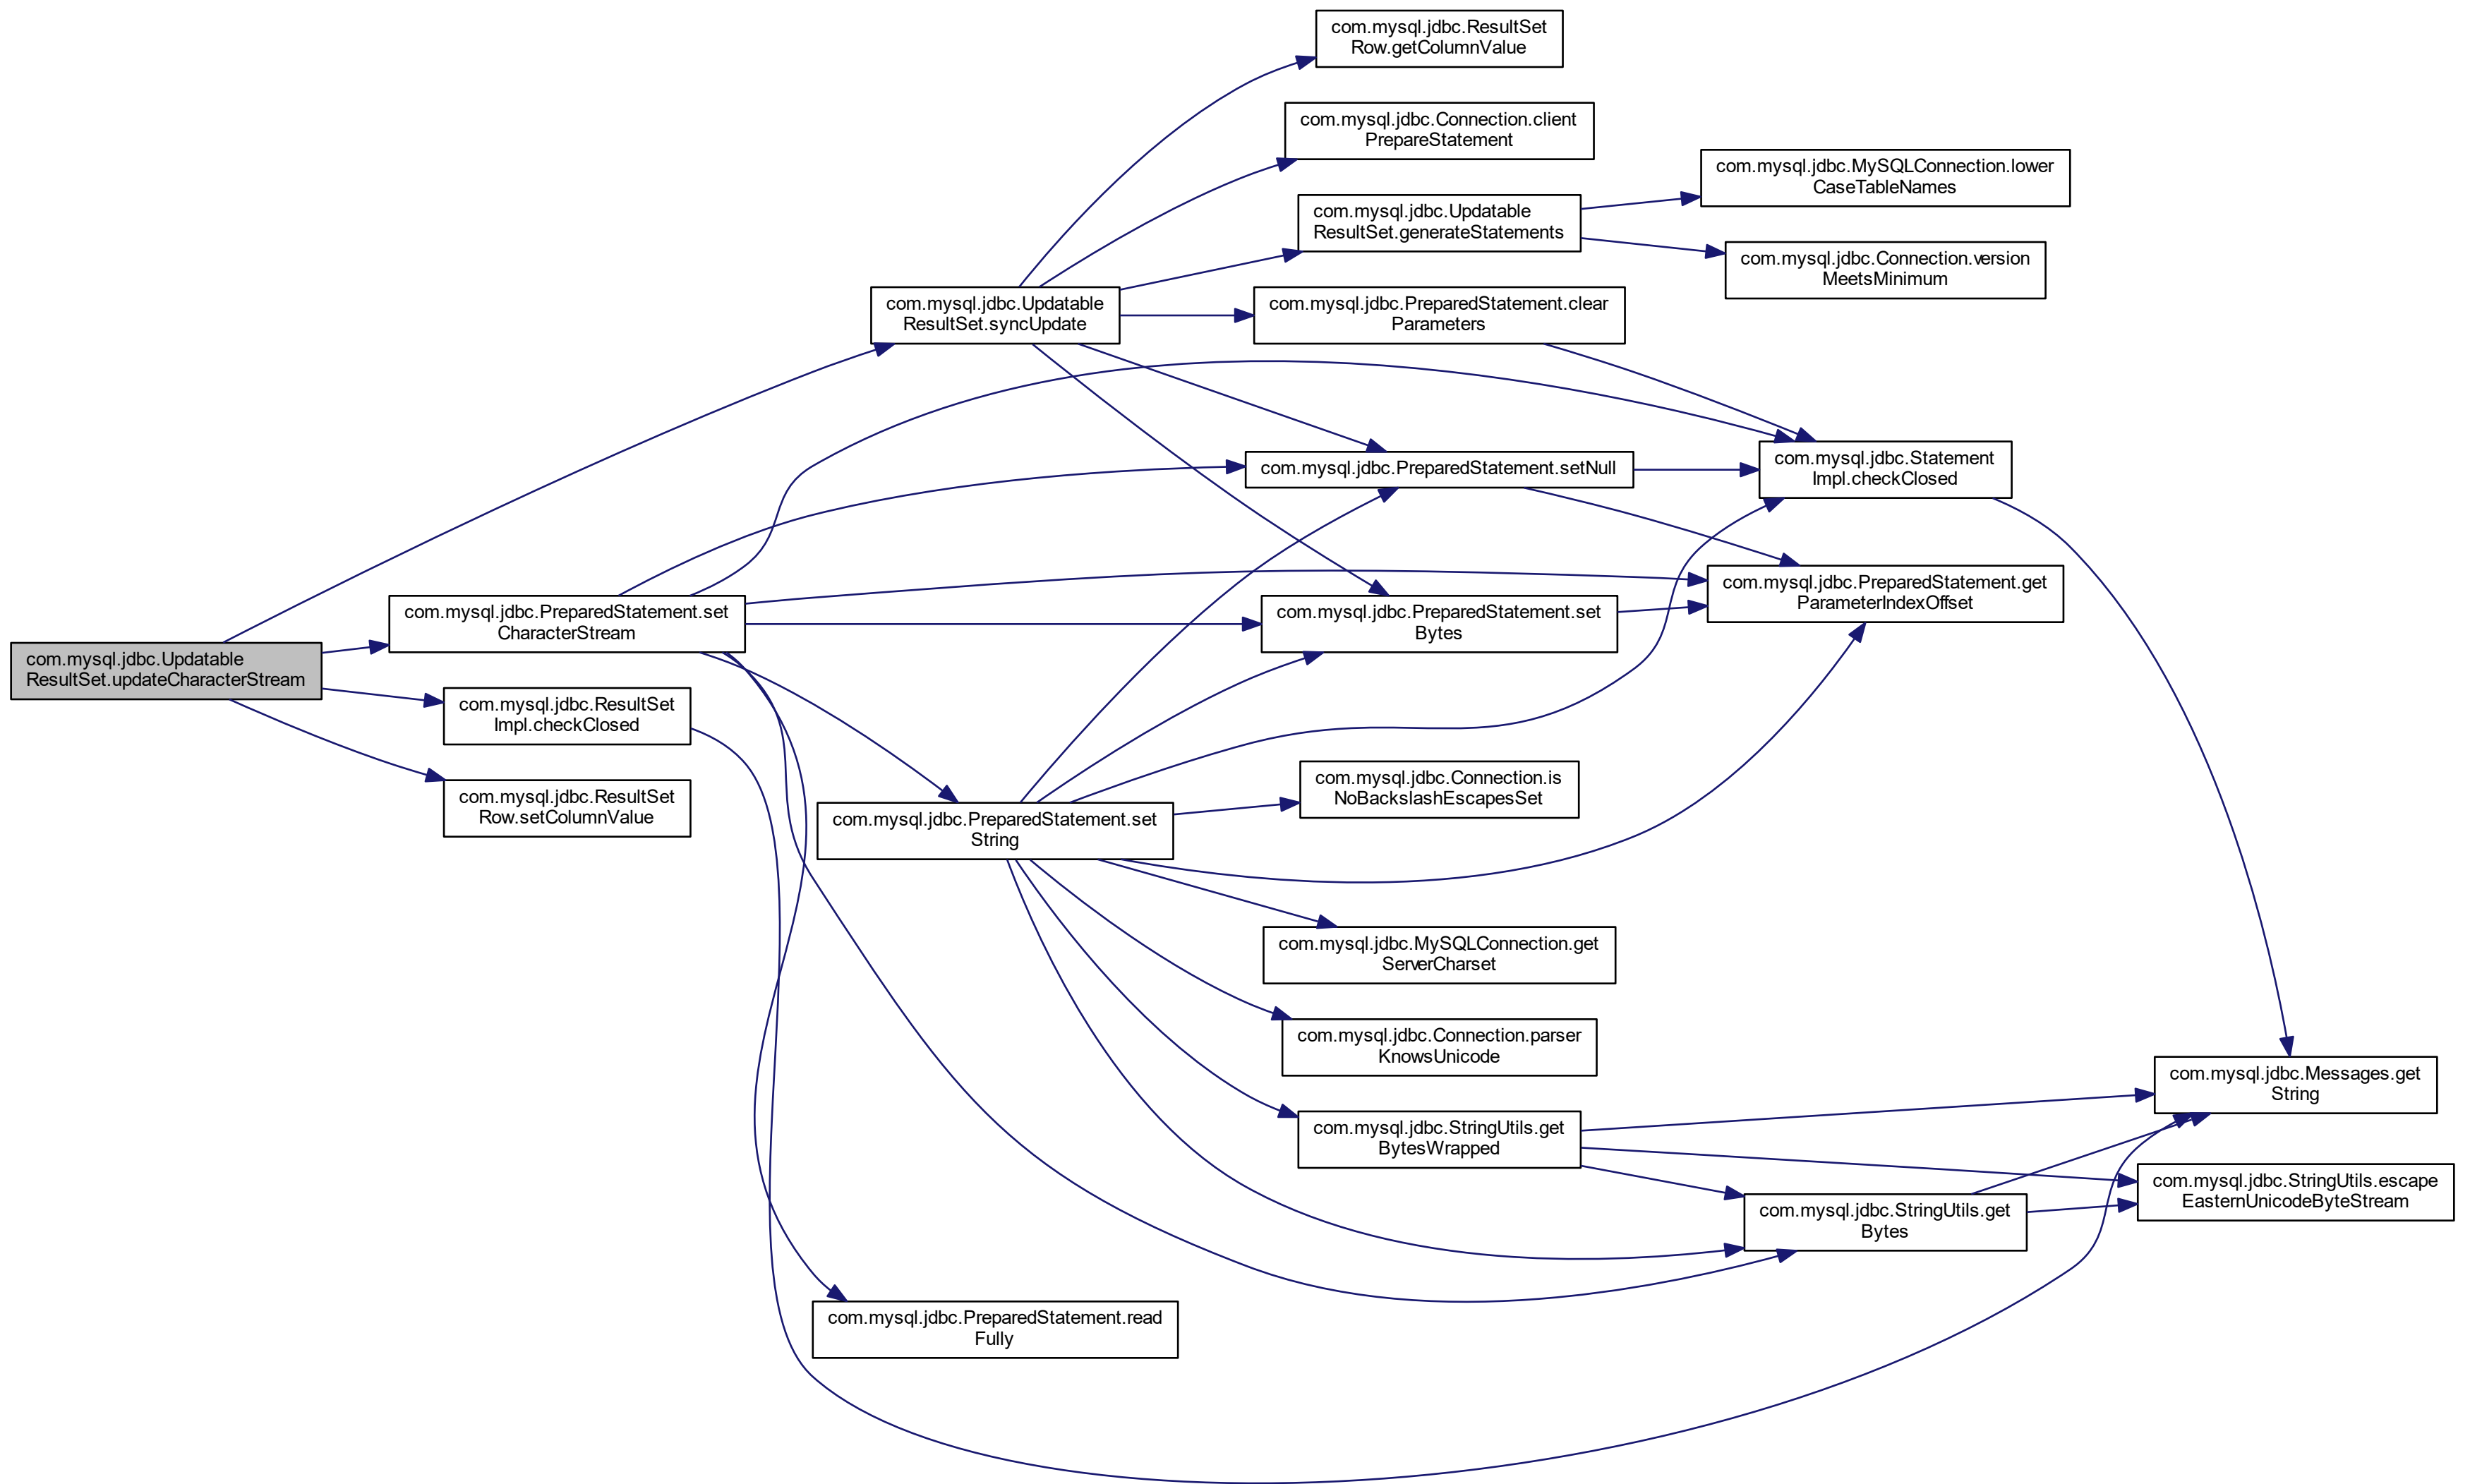 com.mysql.jdbc.Updatable
ResultSet.updateCharacterStream
com.mysql.jdbc.PreparedStatement.set
CharacterStream
com.mysql.jdbc.ResultSet
Impl.checkClosed
com.mysql.jdbc.ResultSet
Row.setColumnValue
com.mysql.jdbc.Updatable
ResultSet.syncUpdate
com.mysql.jdbc.PreparedStatement.set
String
com.mysql.jdbc.PreparedStatement.read
Fully
com.mysql.jdbc.ResultSet
Row.getColumnValue
com.mysql.jdbc.Connection.client
PrepareStatement
com.mysql.jdbc.Updatable
ResultSet.generateStatements
com.mysql.jdbc.PreparedStatement.clear
Parameters
com.mysql.jdbc.PreparedStatement.setNull
com.mysql.jdbc.PreparedStatement.set
Bytes
com.mysql.jdbc.Connection.is
NoBackslashEscapesSet
com.mysql.jdbc.MySQLConnection.get
ServerCharset
com.mysql.jdbc.Connection.parser
KnowsUnicode
com.mysql.jdbc.StringUtils.get
BytesWrapped
com.mysql.jdbc.MySQLConnection.lower
CaseTableNames
com.mysql.jdbc.Connection.version
MeetsMinimum
com.mysql.jdbc.Statement
Impl.checkClosed
com.mysql.jdbc.PreparedStatement.get
ParameterIndexOffset
com.mysql.jdbc.StringUtils.get
Bytes
com.mysql.jdbc.Messages.get
String
com.mysql.jdbc.StringUtils.escape
EasternUnicodeByteStream